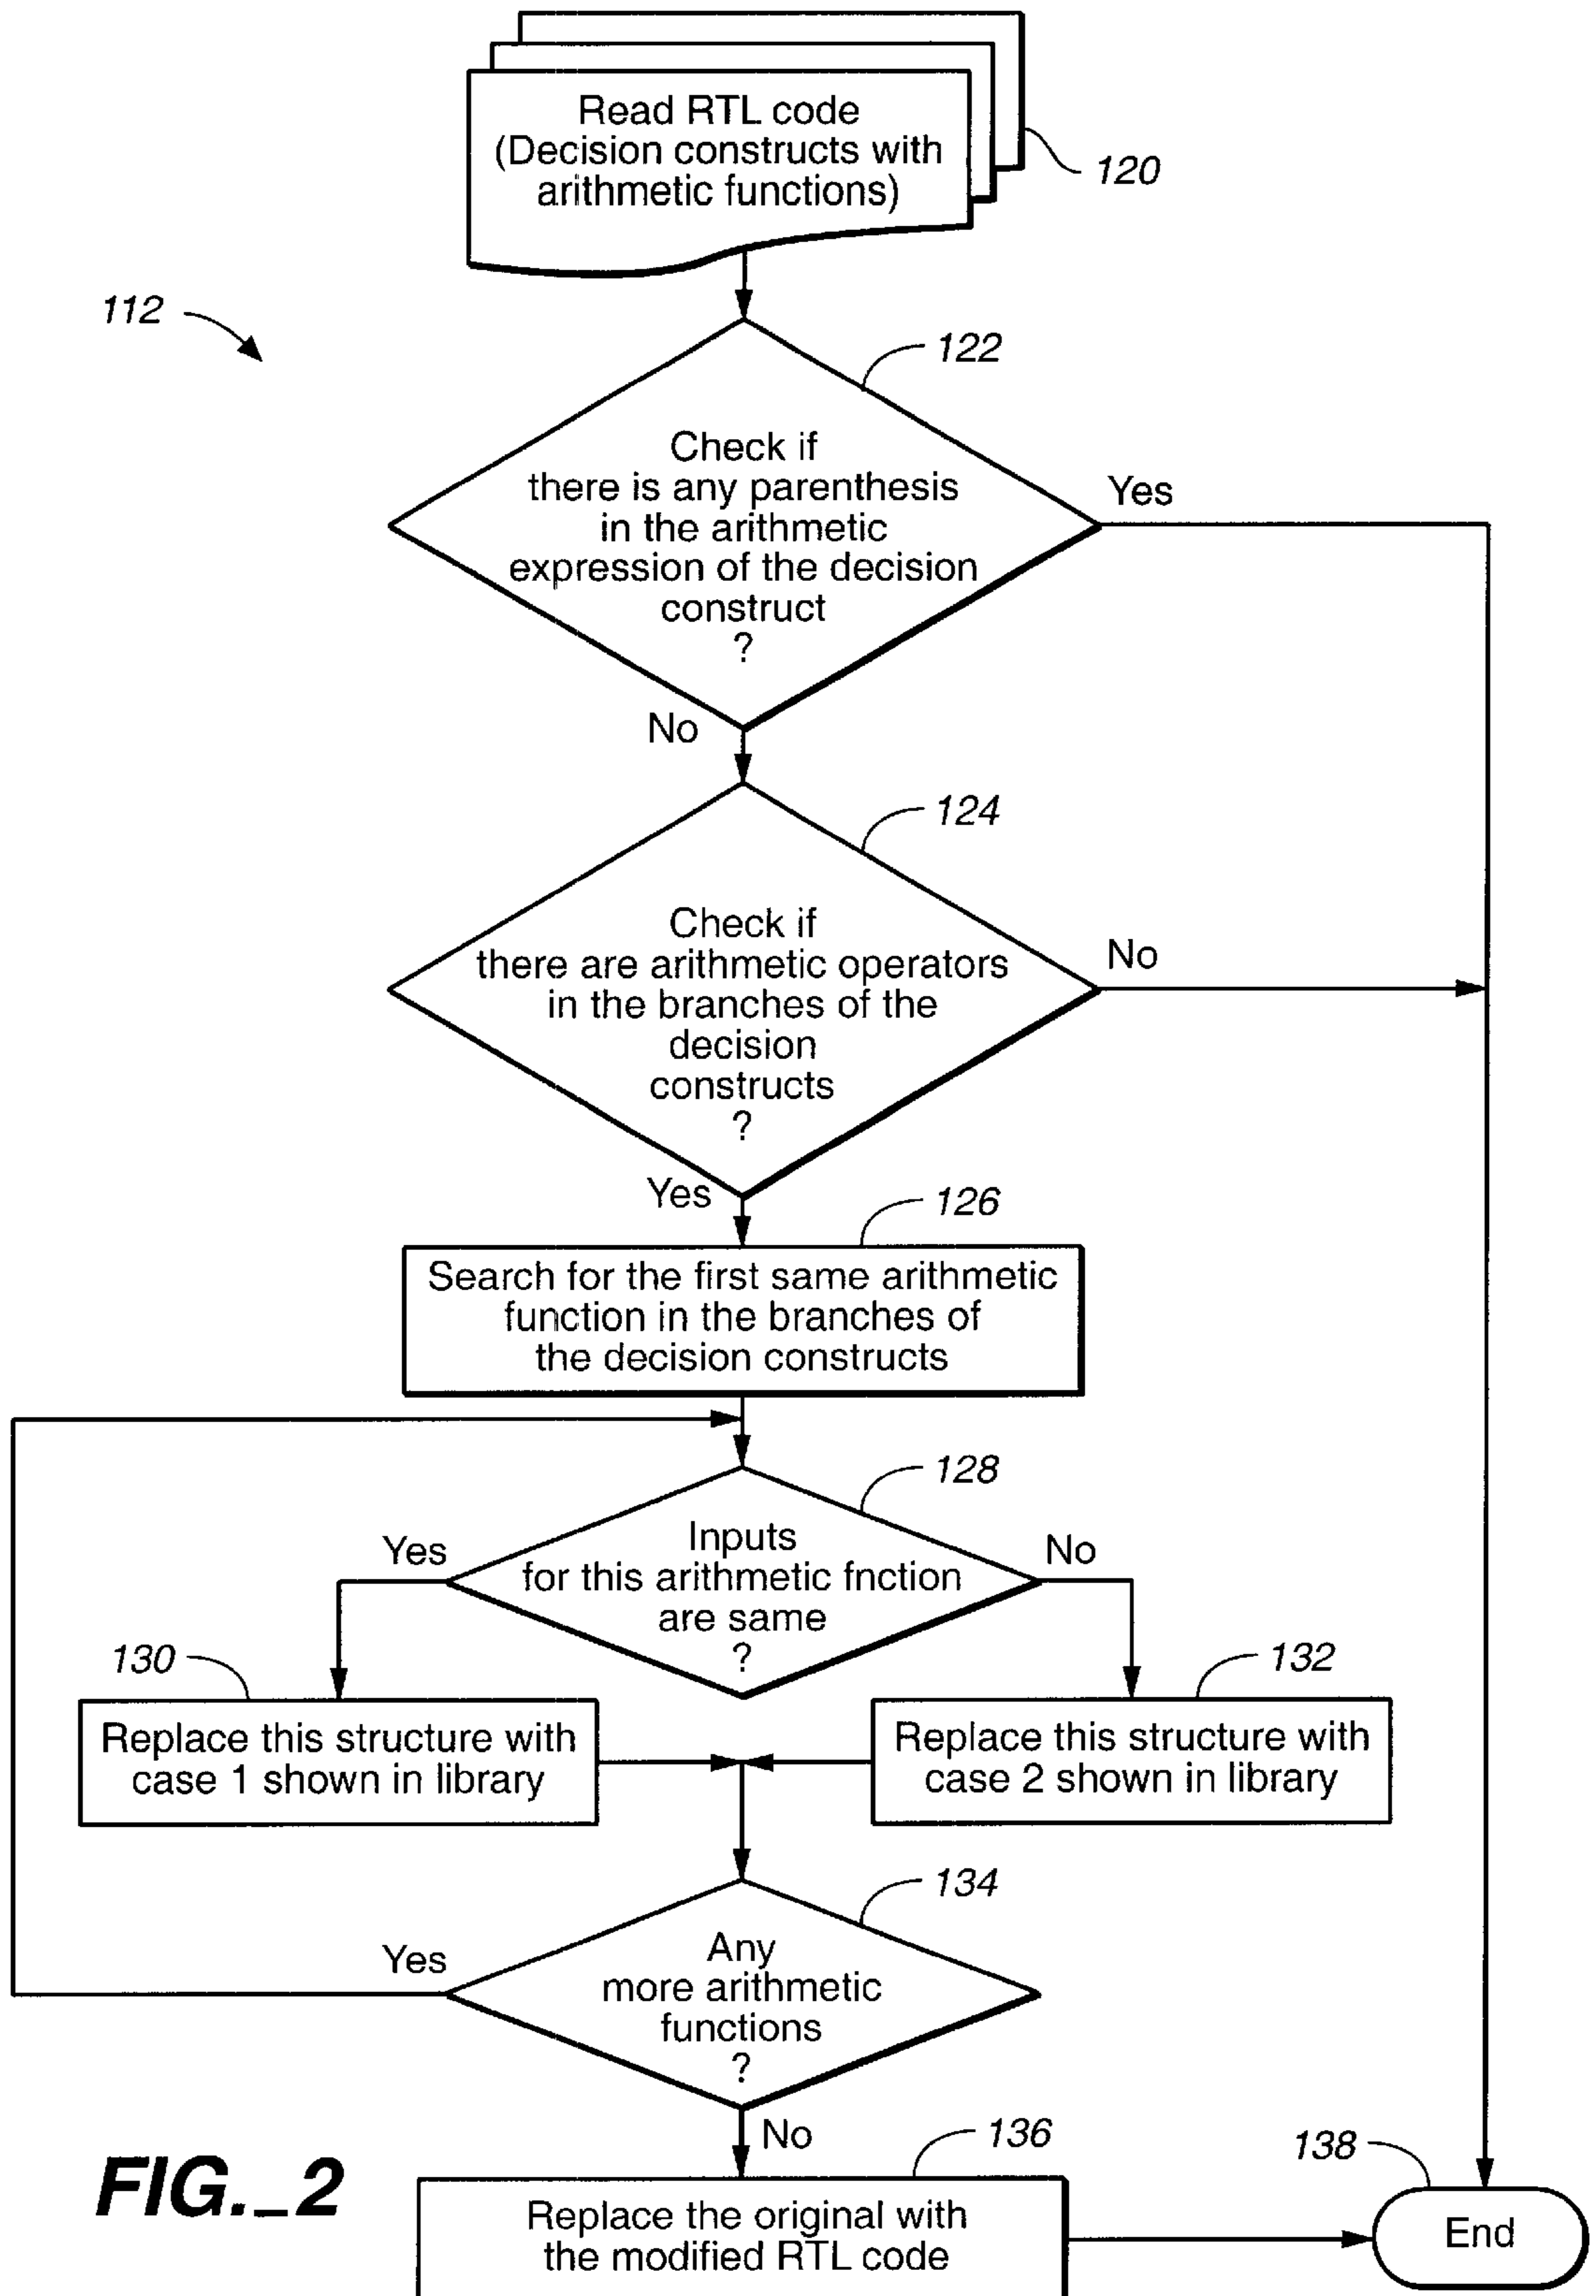 Read RTL code
(Decision constructs with
arithmetic functions)
120
112
122
Check if
there is any parenthesis
in the arithmetic
expression of the decision
construct
?
Yes
No
124
Check if
there are arithmetic operators
in the branches of the
decision
constructs
?
No
Yes
126
Search for the first same arithmetic
function in the branches of
the decision constructs
128
Inputs
for this arithmetic fnction
are same
?
Yes
No
130
132
Replace this structure with
case 1 shown in library
Replace this structure with
case 2 shown in library
134
Any
more arithmetic
functions
?
Yes
No
136
138
Replace the original with
the modified RTL code
End
FIG._2